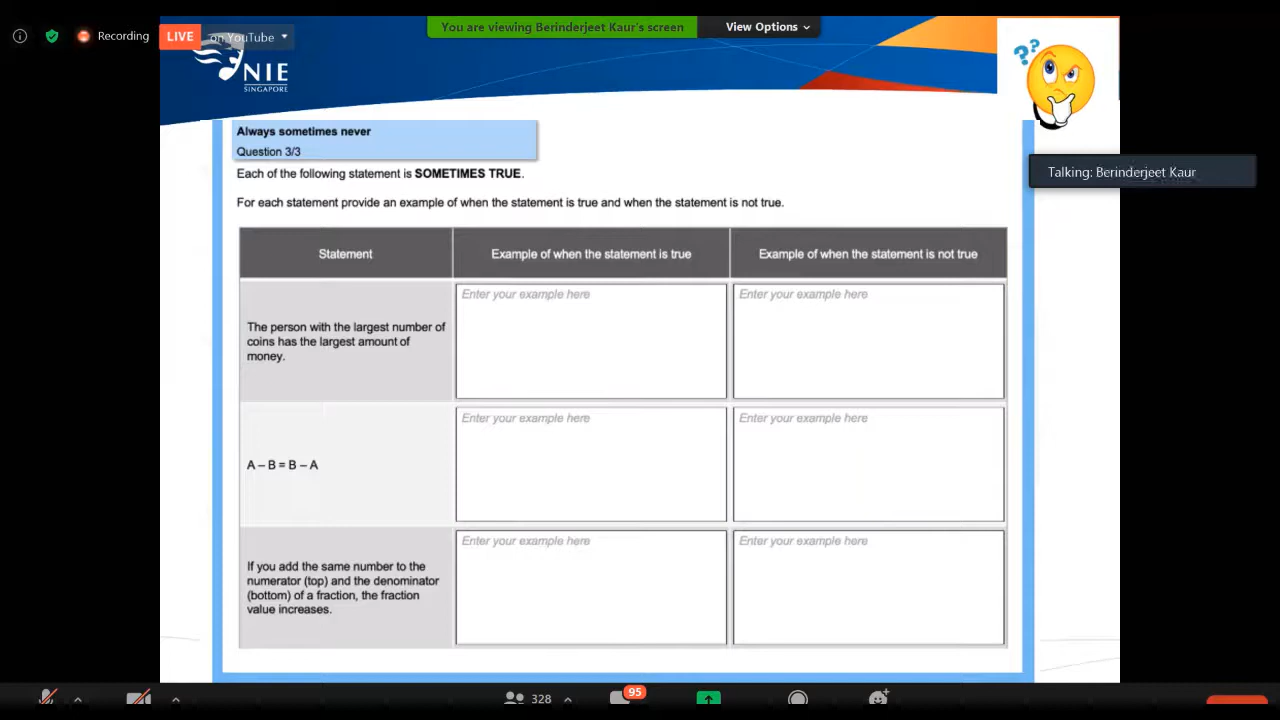 Recording
LIVE
on YouTube
You are viewing Berinderjeet Kaur's screen
View Options
NIE
SINGAPORE
??
Talking: Berinderjeet Kaur
Always sometimes never
Question 3/3
Each of the following statement is SOMETIMES TRUE.
For each statement provide an example of when the statement is true and when the statement is not true.
Statement
Example of when the statement is true
Example of when the statement is not true
The person with the largest number of
coins has the largest amount of
money.
Enter your example here
Enter your example here
A – B = B – A
Enter your example here
Enter your example here
If you add the same number to the
numerator (top) and the denominator
(bottom) of a fraction, the fraction
value increases.
Enter your example here
Enter your example here
328
95